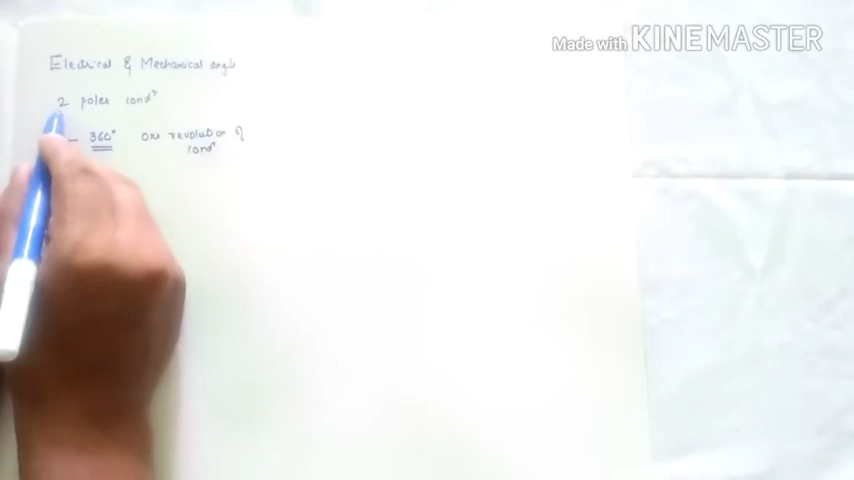 Made with KINEMASTER
Electrical & Mechanical angle
2 poles cond^r
- 360° one revolution of
cond^r